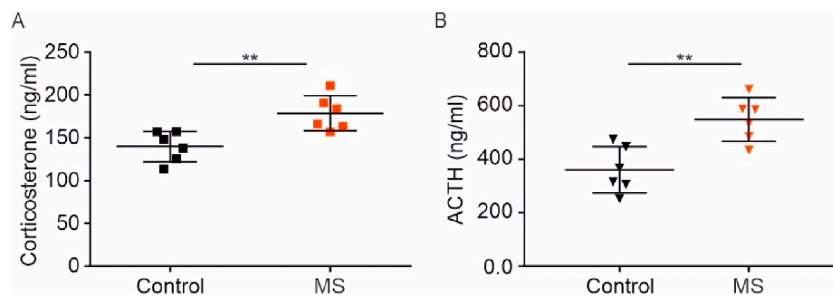 A
Corticosterone (ng/ml)
250
200
150
100
50
0
**
Control
MS
B
ACTH (ng/ml)
800
600
400
200
0.0
**
Control
MS